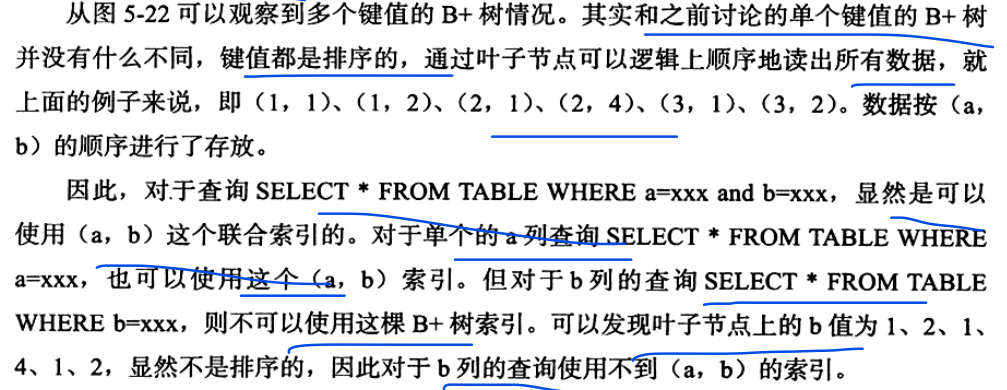 从图 5-22 可以观察到多个键值的 B+ 树情况。其实和之前讨论的单个键值的 B+ 树
并没有什么不同，键值都是排序的，通过叶子节点可以逻辑上顺序地读出所有数据，就
上面的例子来说，即（1，1）、（1，2）、（2，1）、（2，4）、（3，1）、（3，2）。数据按（a，
b）的顺序进行了存放。
因此，对于查询 SELECT * FROM TABLE WHERE a=xxx and b=xxx，显然是可以
使用（a，b）这个联合索引的。对于单个的 a 列查询 SELECT * FROM TABLE WHERE
a=xxx，也可以使用这个（a，b）索引。但对于 b 列的查询 SELECT * FROM TABLE
WHERE b=xxx，则不可以使用这棵 B+ 树索引。可以发现叶子节点上的 b 值为 1、2、1、
4、1、2，显然不是排序的，因此对于 b 列的查询使用不到（a，b）的索引。